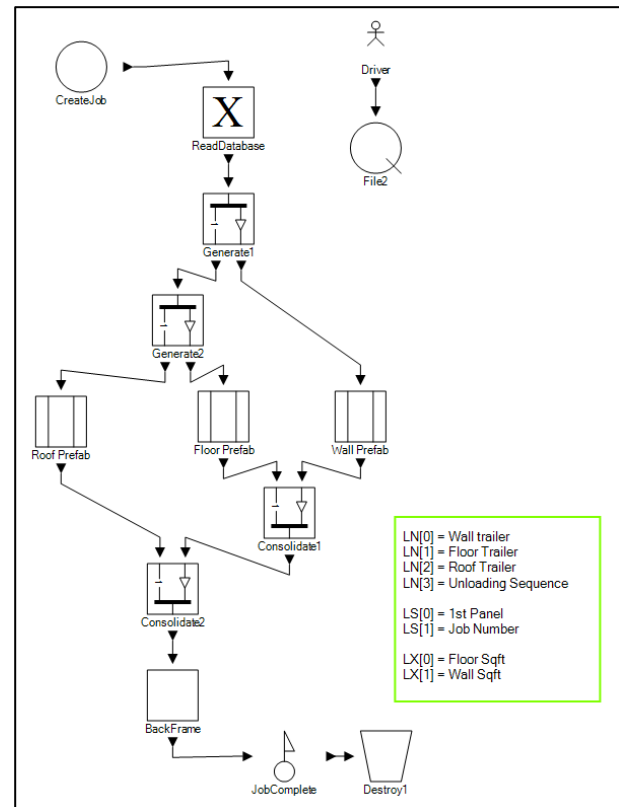 CreateJob
Driver
X
ReadDatabase
File2
Generate1
Generate2
Roof Prefab
Floor Prefab
Wall Prefab
Consolidate1
Consolidate2
LN[0] = Wall trailer
LN[1] = Floor Trailer
LN[2] = Roof Trailer
LN[3] = Unloading Sequence
LS[0] = 1st Panel
LS[1] = Job Number
LX[0] = Floor Sqft
LX[1] = Wall Sqft
BackFrame
JobComplete
Destroy1